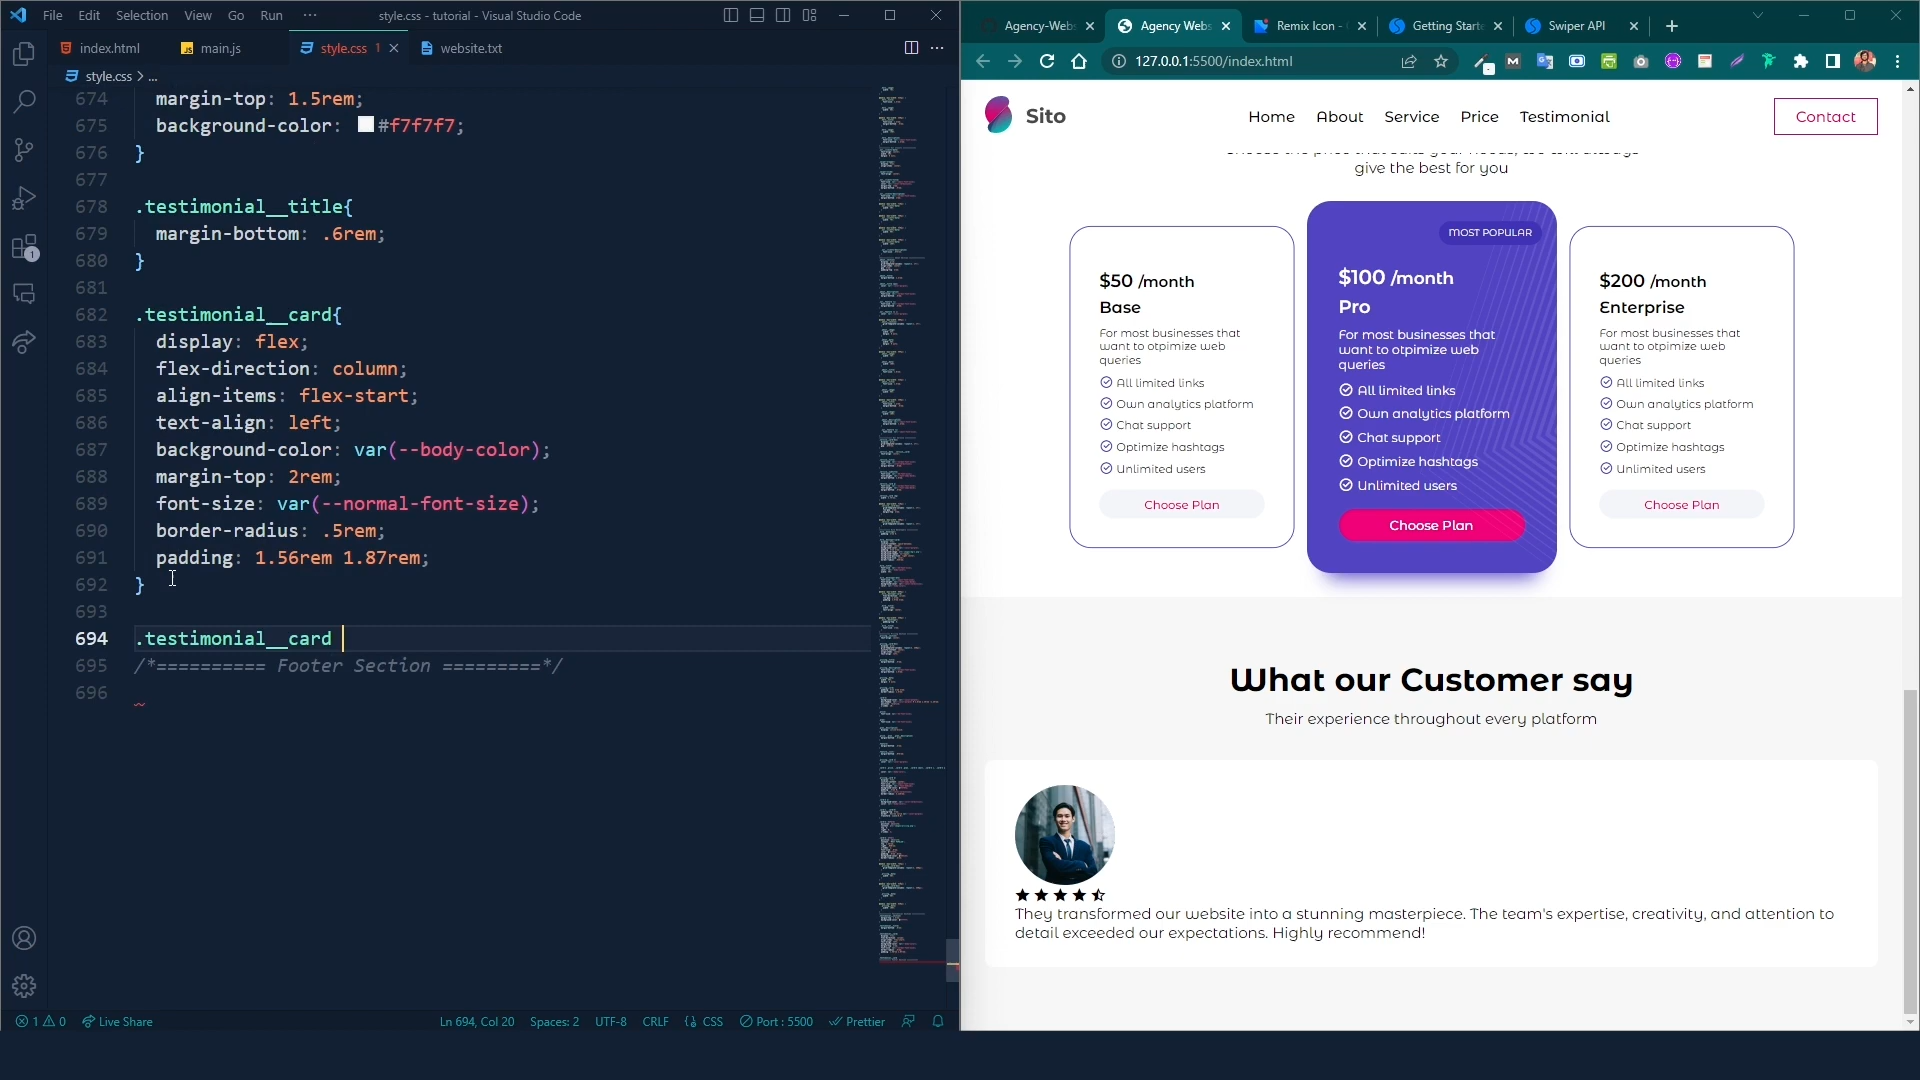 File Edit Selection View Go Run ··· style.css - tutorial - Visual Studio Code
index.html main.js style.css 1 website.txt
style.css > ...
674 margin-top: 1.5rem;
675 background-color: #f7f7f7;
676 }
677
678 .testimonial__title{
679 margin-bottom: .6rem;
680 }
681
682 .testimonial__card{
683 display: flex;
684 flex-direction: column;
685 align-items: flex-start;
686 text-align: left;
687 background-color: var(--body-color);
688 margin-top: 2rem;
689 font-size: var(--normal-font-size);
690 border-radius: .5rem;
691 padding: 1.56rem 1.87rem;
692 }
693
694 .testimonial__card
695 /*========== Footer Section =========*/
696
1
1 0 Live Share Ln 694, Col 20 Spaces: 2 UTF-8 CRLF {} CSS Port : 5500 Prettier
Agency-Webs Agency Webs Remix Icon - Getting Starte Swiper API
127.0.0.1:5500/index.html
Sito Home About Service Price Testimonial Contact
give the best for you
$50 /month
Base
For most businesses that
want to otpimize web
queries
All limited links
Own analytics platform
Chat support
Optimize hashtags
Unlimited users
Choose Plan
MOST POPULAR
$100 /month
Pro
For most businesses that
want to otpimize web
queries
All limited links
Own analytics platform
Chat support
Optimize hashtags
Unlimited users
Choose Plan
$200 /month
Enterprise
For most businesses that
want to otpimize web
queries
All limited links
Own analytics platform
Chat support
Optimize hashtags
Unlimited users
Choose Plan
What our Customer say
Their experience throughout every platform
They transformed our website into a stunning masterpiece. The team's expertise, creativity, and attention to
detail exceeded our expectations. Highly recommend!